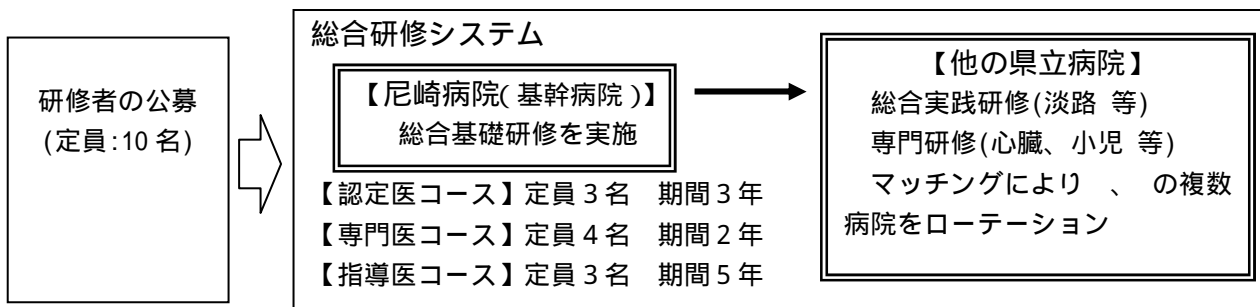 研修者の公募
(定員:10名)
総合研修システム
【尼崎病院(基幹病院)】
総合基礎研修を実施
【認定医コース】定員3名　期間3年
【専門医コース】定員4名　期間2年
【指導医コース】定員3名　期間5年
【他の県立病院】
総合実践研修(淡路 等)
専門研修(心臓、小児 等)
マッチングにより　、　の複数
病院をローテーション